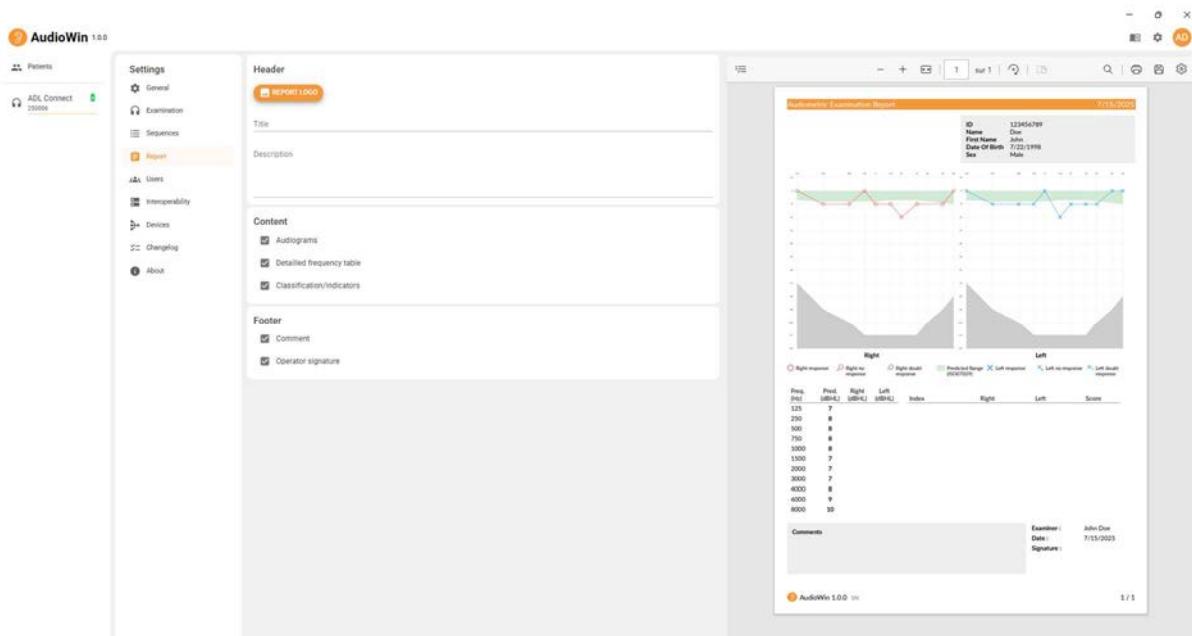 AudioWin 1.0.0
AD
Patients
ADL Connect
250006
Settings
General
Examination
Sequences
Report
Users
Interoperability
Devices
Changelog
About
Header
REPORT LOGO
Title
Description
Content
Audiograms
Detailled frequency table
Classification/indicators
Footer
Comment
Operator signature
1 sur 1
Audiometric Examination Report 7/15/2025
ID 123456789
Name Doe
First Name John
Date Of Birth 7/22/1998
Sex Male
Right Left
Right response Right no response Right doubt response Predicted Range (ISO07029) Left response Left no response Left doubt response
Freq. (Hz) Pred. (dBHL) Right (dBHL) Left (dBHL) Index Right Left Score
125 7
250 8
500 8
750 8
1000 8
1500 7
2000 7
3000 7
4000 8
6000 9
8000 10
Comments
Examiner : John Doe
Date : 7/15/2025
Signature :
AudioWin 1.0.0
1 / 1